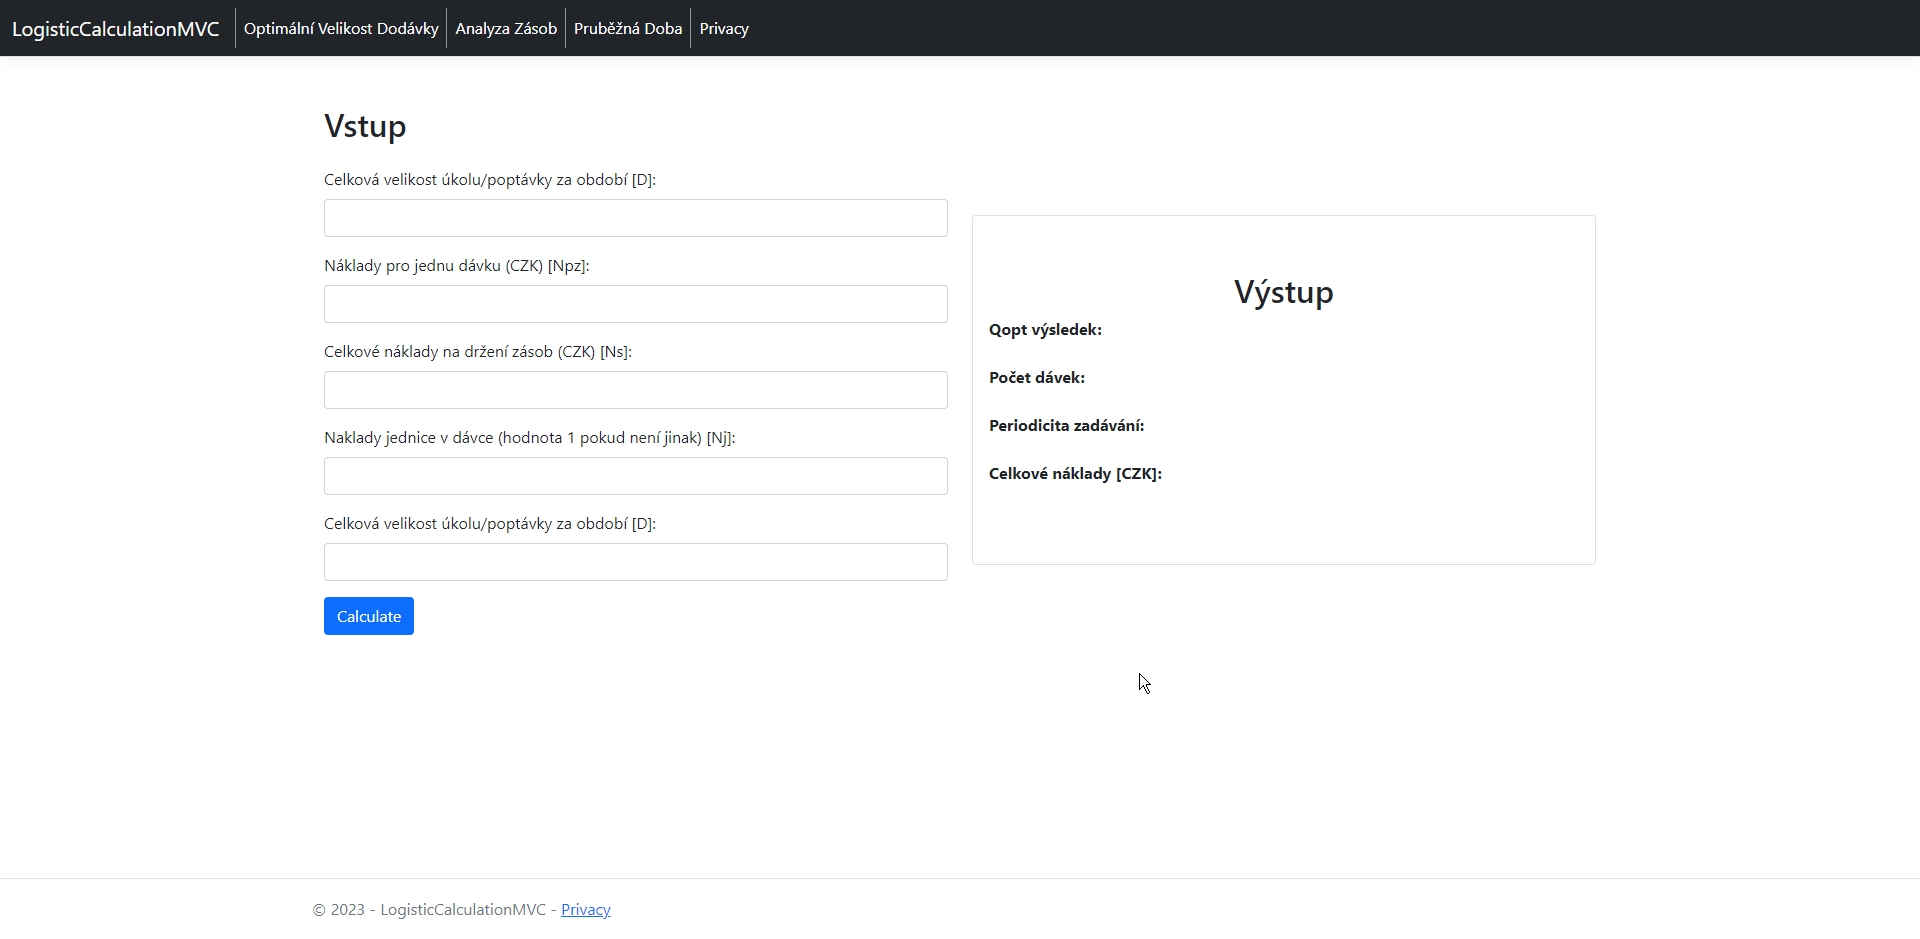 LogisticCalculationMVC Optimální Velikost Dodávky Analyza Zásob Pruběžná Doba Privacy
Vstup
Celková velikost úkolu/poptávky za období [D]:
Náklady pro jednu dávku (CZK) [Npz]:
Celkové náklady na držení zásob (CZK) [Ns]:
Naklady jednice v dávce (hodnota 1 pokud není jinak) [Nj]:
Celková velikost úkolu/poptávky za období [D]:
Calculate
Výstup
Qopt výsledek:
Počet dávek:
Periodicita zadávání:
Celkové náklady [CZK]:
© 2023 - LogisticCalculationMVC - Privacy